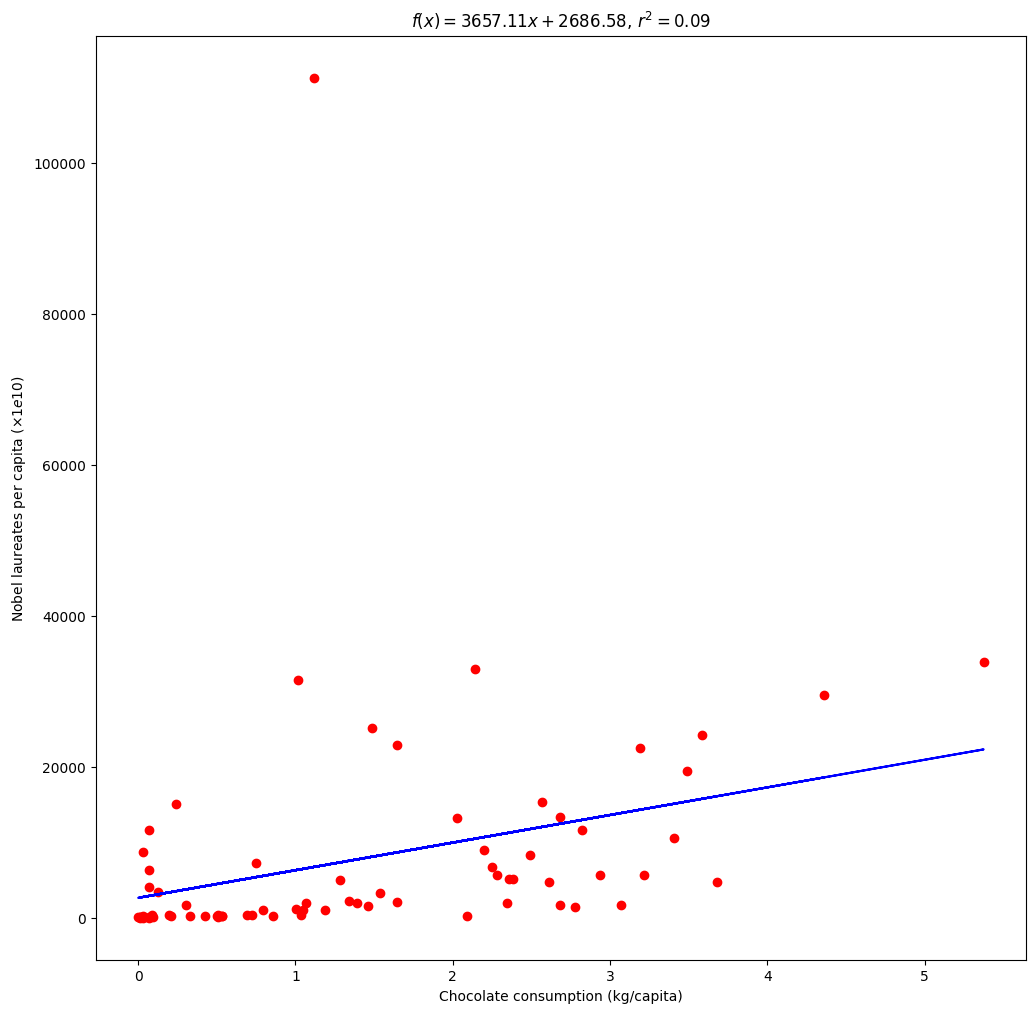 f(x) = 3657.11x + 2686.58, r² = 0.09
100000
80000
60000
40000
20000
0
Nobel laureates per capita (×1e10)
0 1 2 3 4 5
Chocolate consumption (kg/capita)